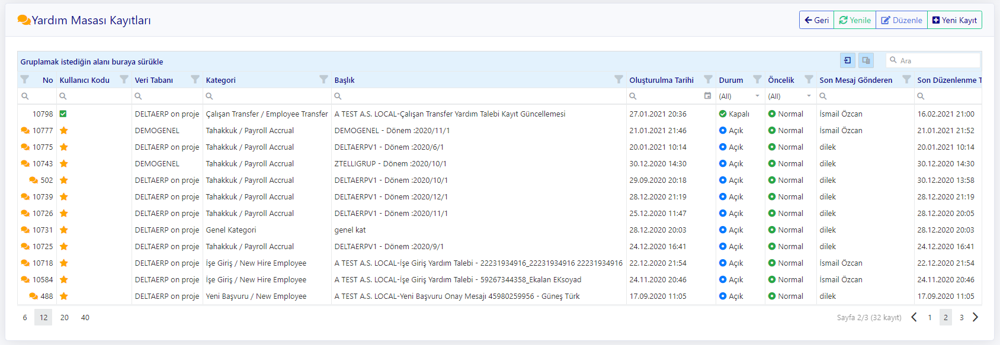 Yardım Masası Kayıtları
Geri Yenile Düzenle Yeni Kayıt
Gruplamak istediğin alanı buraya sürükle Ara
No Kullanıcı Kodu Veri Tabanı Kategori Başlık Oluşturulma Tarihi Durum Öncelik Son Mesaj Gönderen Son Düzenlenme T
(All) (All)
10798 DELTAERP on proje Çalışan Transfer / Employee Transfer A TEST A.S. LOCAL-Çalışan Transfer Yardım Talebi Kayıt Güncellemesi 27.01.2021 20:36 Kapalı Normal İsmail Özcan 16.02.2021 21:00
10777 DEMOGENEL Tahakkuk / Payroll Accrual DEMOGENEL - Dönem :2020/11/1 21.01.2021 21:46 Açık Normal İsmail Özcan 21.01.2021 21:52
10775 DELTAERP on proje Tahakkuk / Payroll Accrual DELTAERPV1 - Dönem :2020/6/1 20.01.2021 10:14 Açık Normal dilek 20.01.2021 10:14
10743 DEMOGENEL Tahakkuk / Payroll Accrual ZTELLIGRUP - Dönem :2020/10/1 30.12.2020 14:30 Açık Normal dilek 30.12.2020 14:30
502 DELTAERP on proje Tahakkuk / Payroll Accrual DELTAERPV1 - Dönem :2020/10/1 29.09.2020 20:18 Açık Normal dilek 30.12.2020 13:58
10739 DELTAERP on proje Tahakkuk / Payroll Accrual DELTAERPV1 - Dönem :2020/12/1 28.12.2020 21:19 Açık Normal dilek 28.12.2020 21:19
10726 DELTAERP on proje Tahakkuk / Payroll Accrual DELTAERPV1 - Dönem :2020/11/1 25.12.2020 11:47 Açık Normal dilek 28.12.2020 20:05
10731 DELTAERP on proje Genel Kategori genel kat 28.12.2020 20:03 Açık Normal dilek 28.12.2020 20:03
10725 DELTAERP on proje Tahakkuk / Payroll Accrual DELTAERPV1 - Dönem :2020/9/1 24.12.2020 16:41 Açık Normal dilek 24.12.2020 16:41
10718 DELTAERP on proje İşe Giriş / New Hire Employee A TEST A.S. LOCAL-İşe Giriş Yardım Talebi - 22231934916_22231934916 22231934916 22.12.2020 21:54 Açık Normal İsmail Özcan 22.12.2020 21:54
10584 DELTAERP on proje İşe Giriş / New Hire Employee A TEST A.S. LOCAL-İşe Giriş Yardım Talebi - 59267344358_Ekalan EKsoyad 24.11.2020 20:46 Açık Normal İsmail Özcan 24.11.2020 20:46
488 DELTAERP on proje Yeni Başvuru / New Employee A TEST A.S. LOCAL-Yeni Başvuru Onay Mesajı 45980259956 - Güneş Türk 17.09.2020 11:05 Açık Normal dilek 17.09.2020 11:05
6 12 20 40 Sayfa 2/3 (32 kayıt) 1 2 3